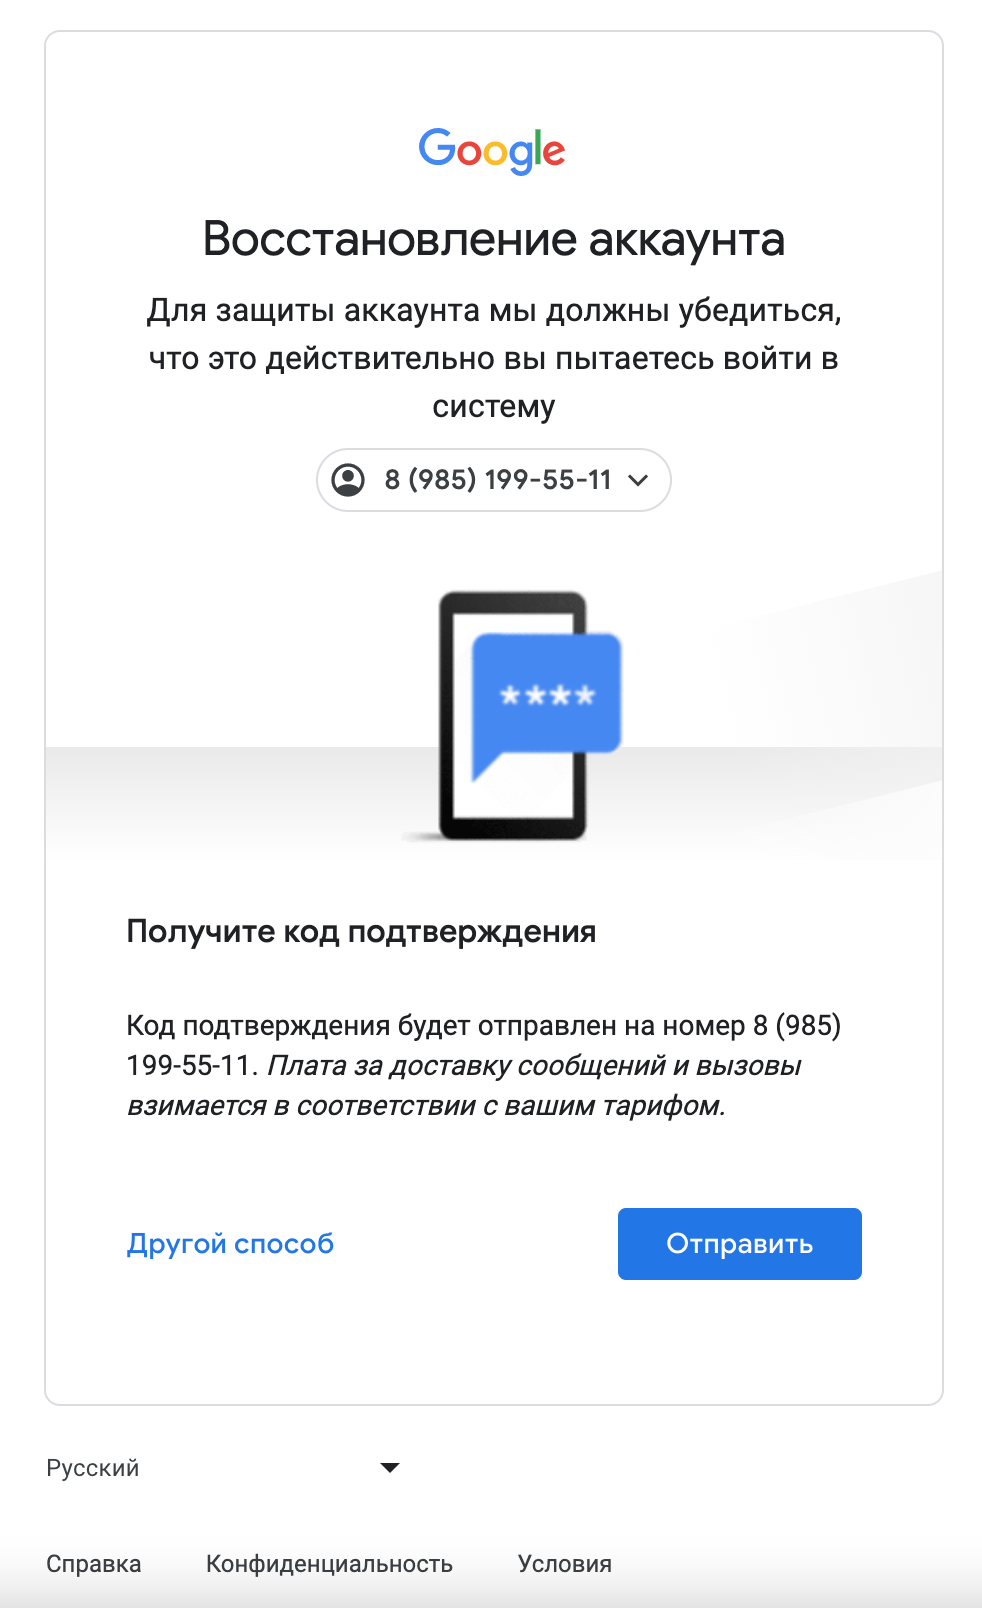 Google
Восстановление аккаунта
Для защиты аккаунта мы должны убедиться,
что это действительно вы пытаетесь войти в
систему
8 (985) 199-55-11
****
Получите код подтверждения
Код подтверждения будет отправлен на номер 8 (985)
199-55-11. Плата за доставку сообщений и вызовы
взимается в соответствии с вашим тарифом.
Другой способ
Отправить
Русский
Справка
Конфиденциальность
Условия